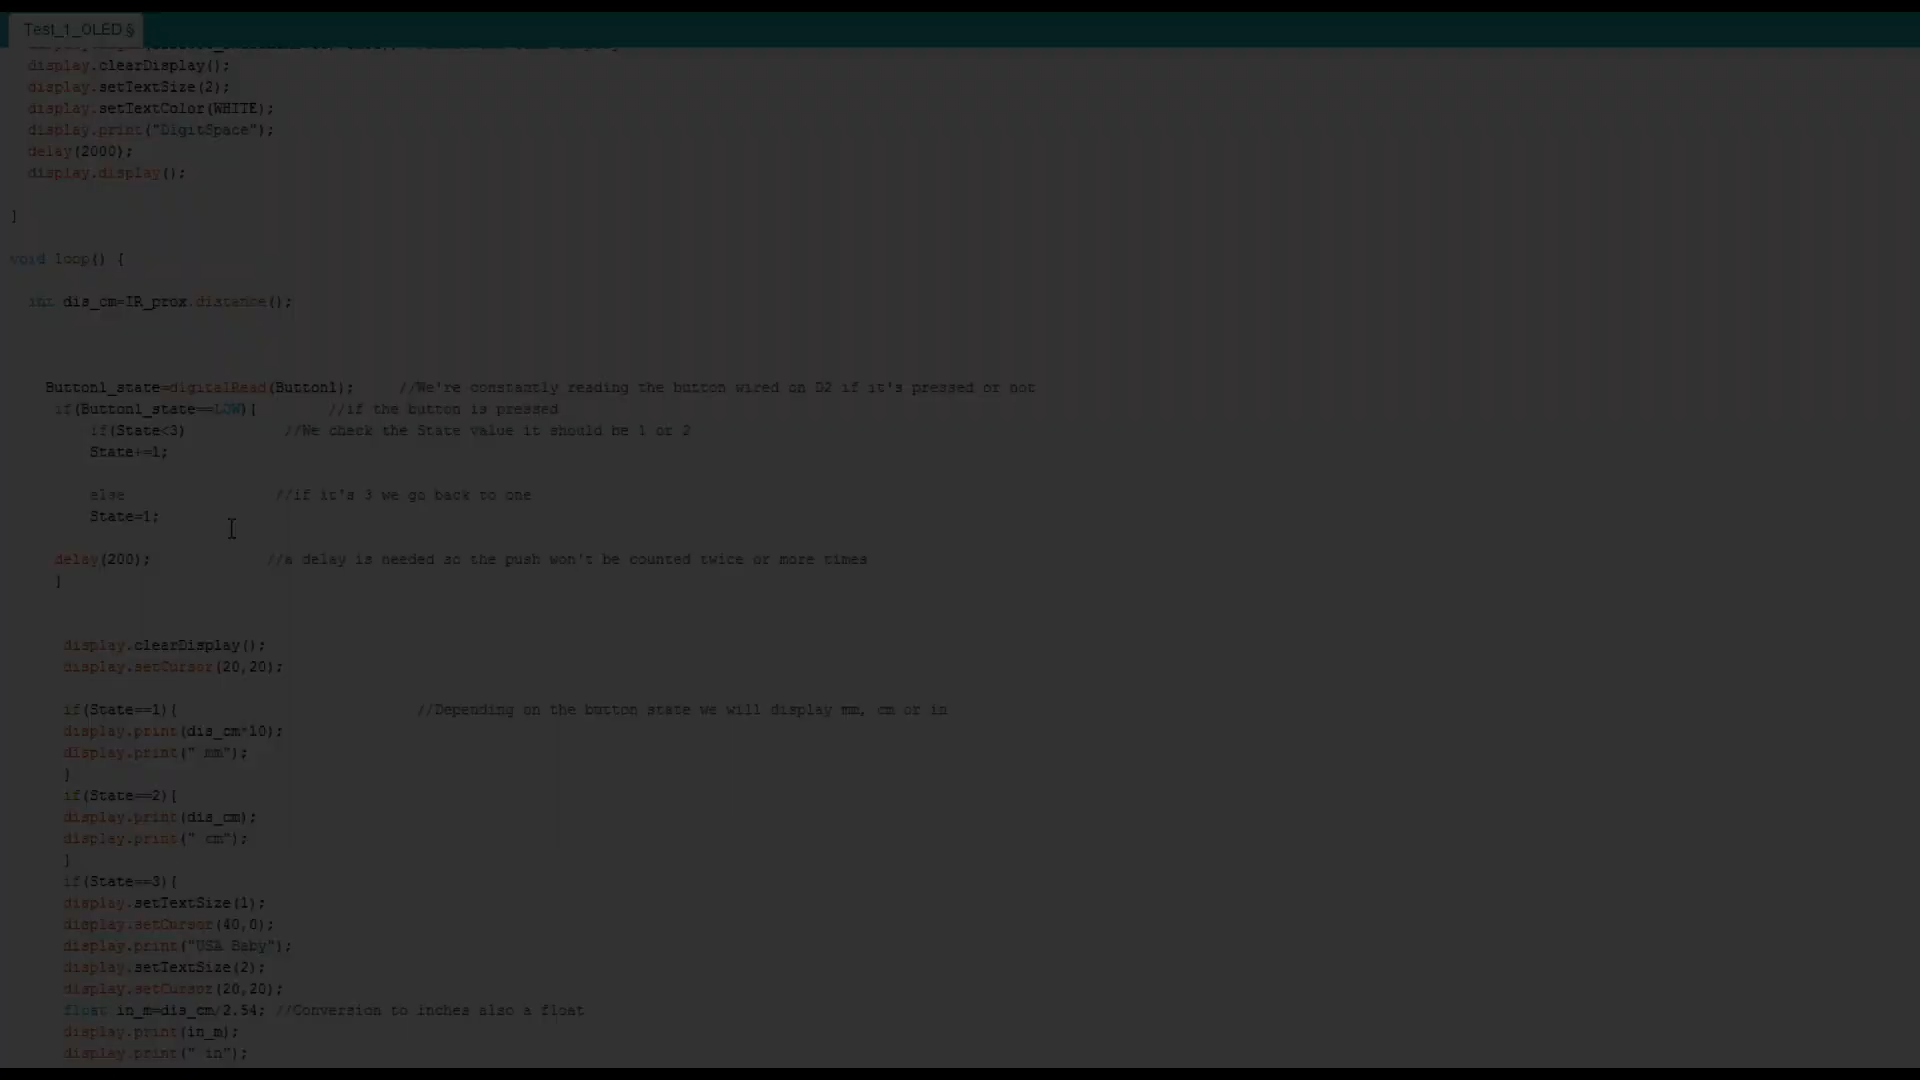 Test_1_OLED §
display.clearDisplay();
display.setTextSize(2);
display.setTextColor(WHITE);
display.print("DigitSpace");
delay(2000);
display.display();
}
void loop() {
int dis_cm=IR_prox.distance();
Button1_state=digitalRead(Button1); //We're constantly reading the button wired on D2 if it's pressed or not
if(Button1_state==LOW){ //if the button is pressed
if(State<3) //We check the State value it should be 1 or 2
State+=1;
else //if it's 3 we go back to one
State=1;
delay(200); //a delay is needed so the push won't be counted twice or more times
}
display.clearDisplay();
display.setCursor(20,20);
if(State==1){ //Depending on the button state we will display mm, cm or in
display.print(dis_cm*10);
display.print(" mm");
}
if(State==2){
display.print(dis_cm);
display.print(" cm");
}
if(State==3){
display.setTextSize(1);
display.setCursor(40,0);
display.print("USA Baby");
display.setTextSize(2);
display.setCursor(20,20);
float in_m=dis_cm/2.54; //Conversion to inches also a float
display.print(in_m);
display.print(" in");